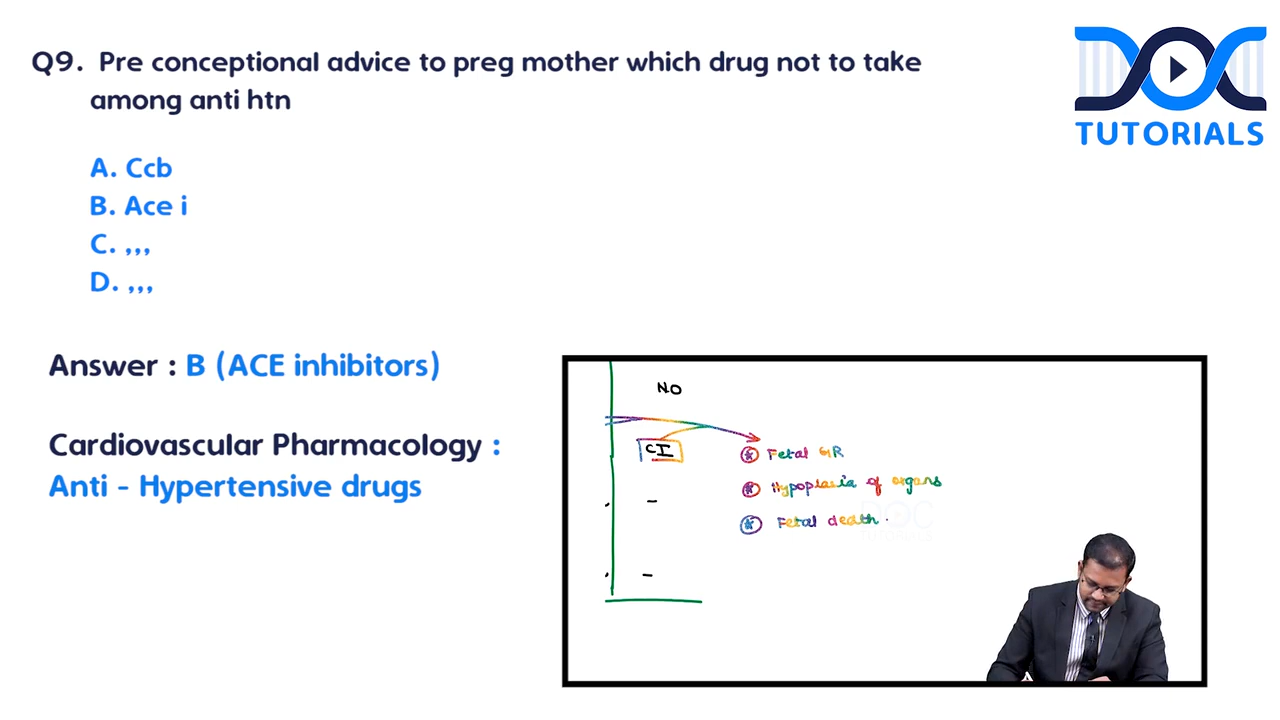 Q9. Pre conceptional advice to preg mother which drug not to take
among anti htn
A. Ccb
B. Ace i
C. ,,,
D. ,,,
Answer : B (ACE inhibitors)
Cardiovascular Pharmacology :
Anti - Hypertensive drugs
TUTORIALS
NO
CI
Fetal GR
Hypoplasia of organs
Fetal death